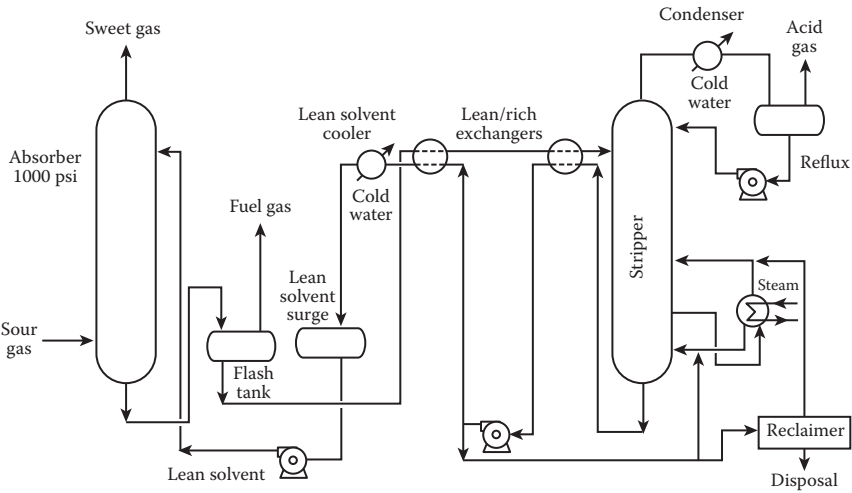 Sweet gas
Absorber
1000 psi
Sour
gas
Fuel gas
Flash
tank
Lean solvent
Lean
solvent
surge
Lean solvent
cooler
Cold
water
Lean/rich
exchangers
Stripper
Condenser
Cold
water
Acid
gas
Reflux
Steam
Reclaimer
Disposal